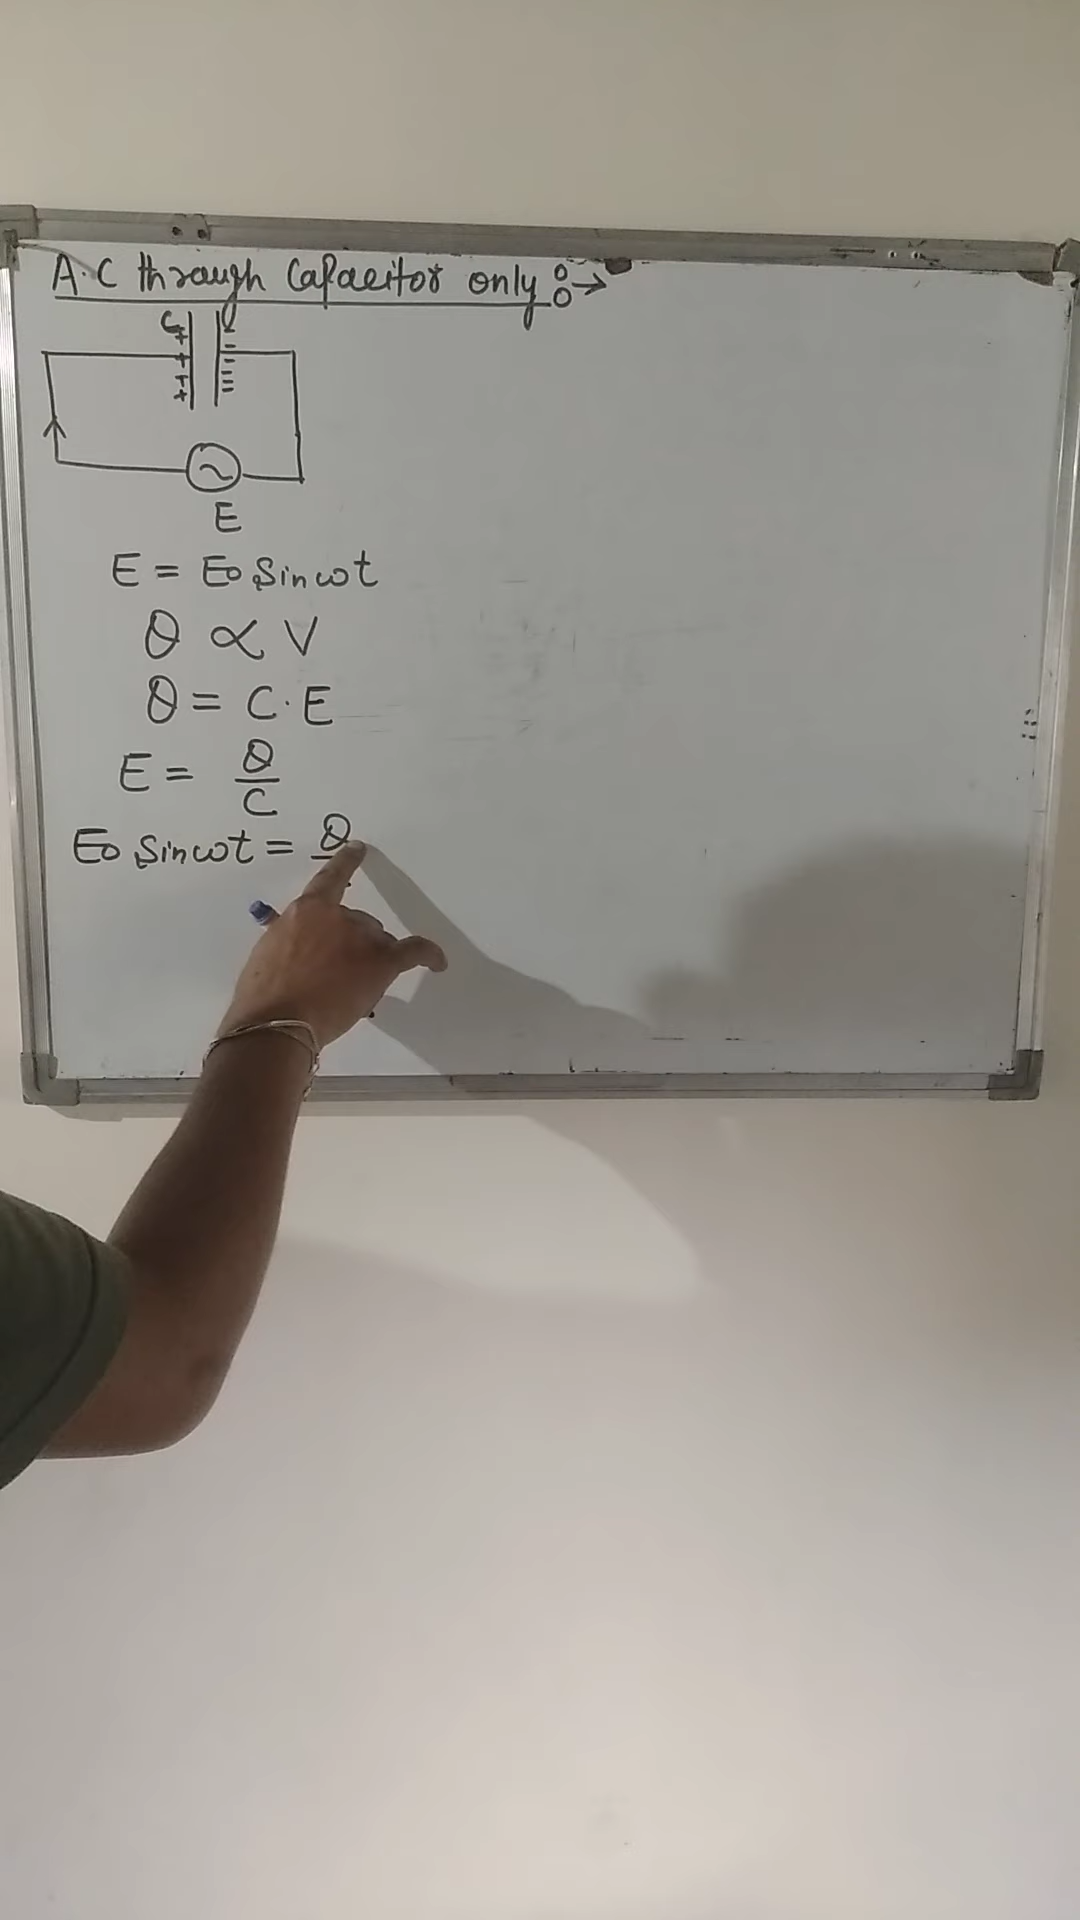 A.C through Capacitor only :→
C
+ + + +
- - - - -
~
E
E = E0 Sin ωt
Q ∝ V
Q = C·E
E = Q/C
E0 Sin ωt = Q